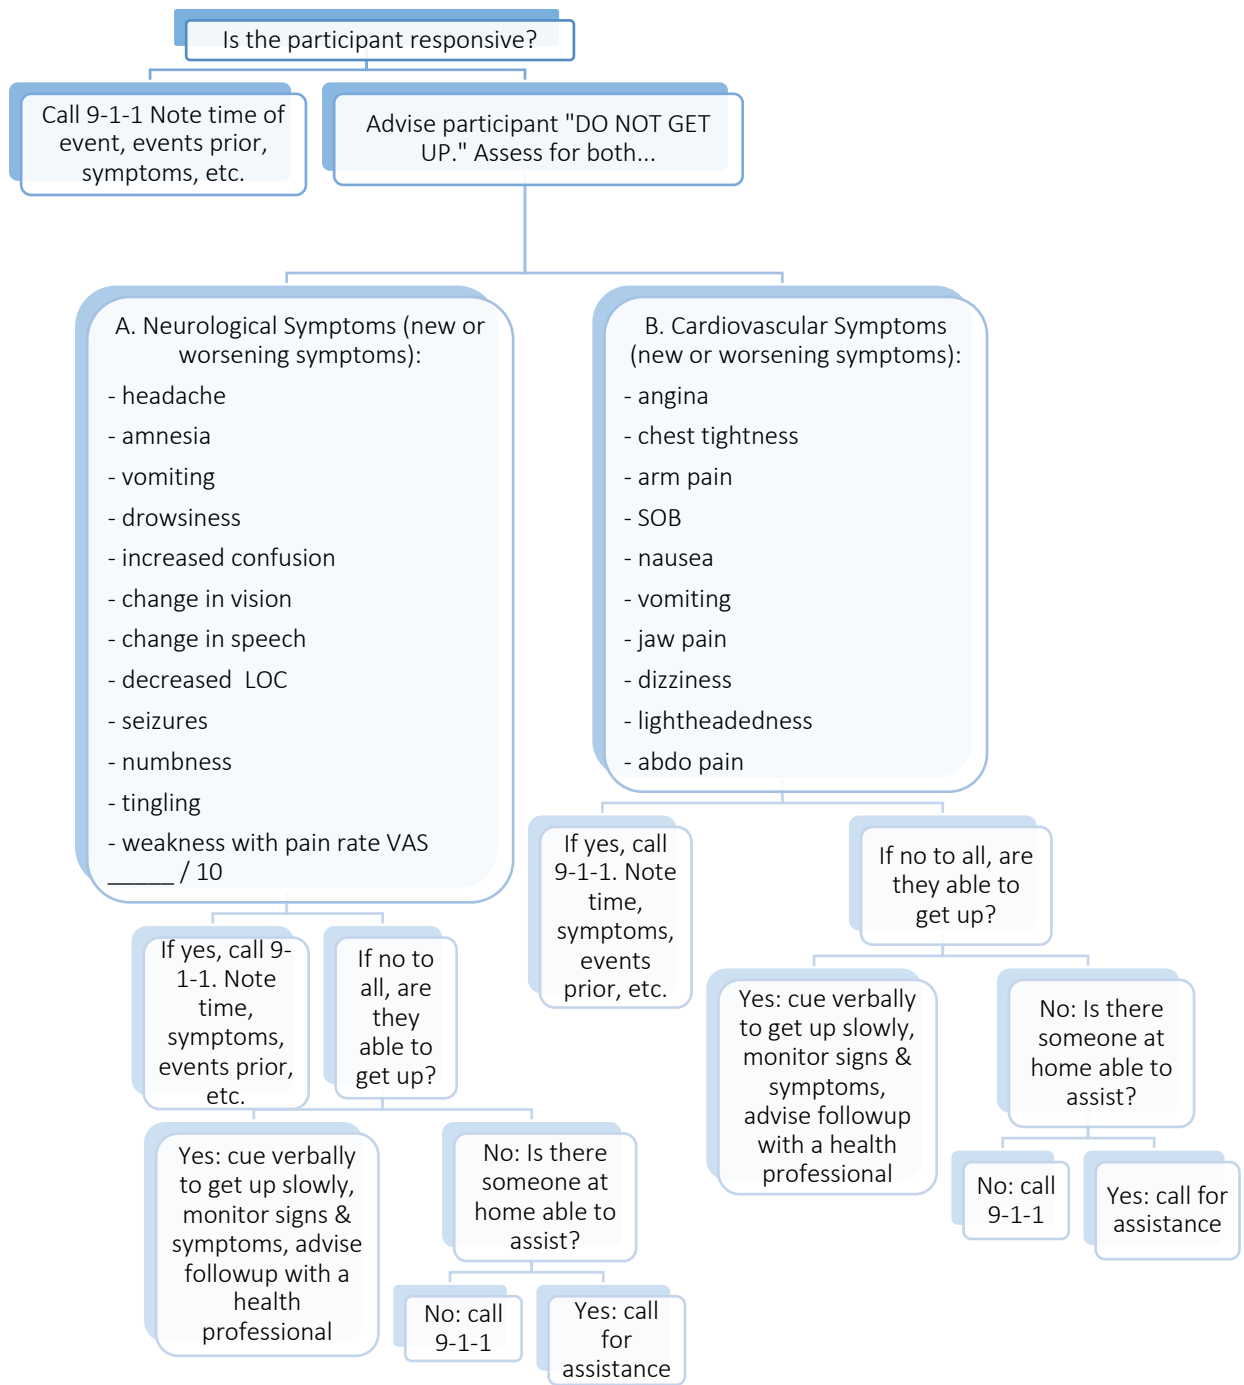 Is the participant responsive?
Call 9-1-1 Note time of
event, events prior,
symptoms, etc.
Advise participant "DO NOT GET
UP." Assess for both...
A. Neurological Symptoms (new or
worsening symptoms):
- headache
- amnesia
- vomiting
- drowsiness
- increased confusion
- change in vision
- change in speech
- decreased  LOC
- seizures
- numbness
- tingling
- weakness with pain rate VAS
_____ / 10
B. Cardiovascular Symptoms
(new or worsening symptoms):
- angina
- chest tightness
- arm pain
- SOB
- nausea
- vomiting
- jaw pain
- dizziness
- lightheadedness
- abdo pain
If yes, call 9-
1-1. Note
time,
symptoms,
events prior,
etc.
If no to
all, are
they
able to
get up?
Yes: cue verbally
to get up slowly,
monitor signs &
symptoms, advise
followup with a
health
professional
No: Is there
someone at
home able to
assist?
No: call
9-1-1
Yes: call
for
assistance
If yes, call
9-1-1. Note
time,
symptoms,
events
prior, etc.
If no to all, are
they able to
get up?
Yes: cue verbally
to get up slowly,
monitor signs &
symptoms,
advise followup
with a health
professional
No: Is there
someone at
home able to
assist?
No: call
9-1-1
Yes: call for
assistance